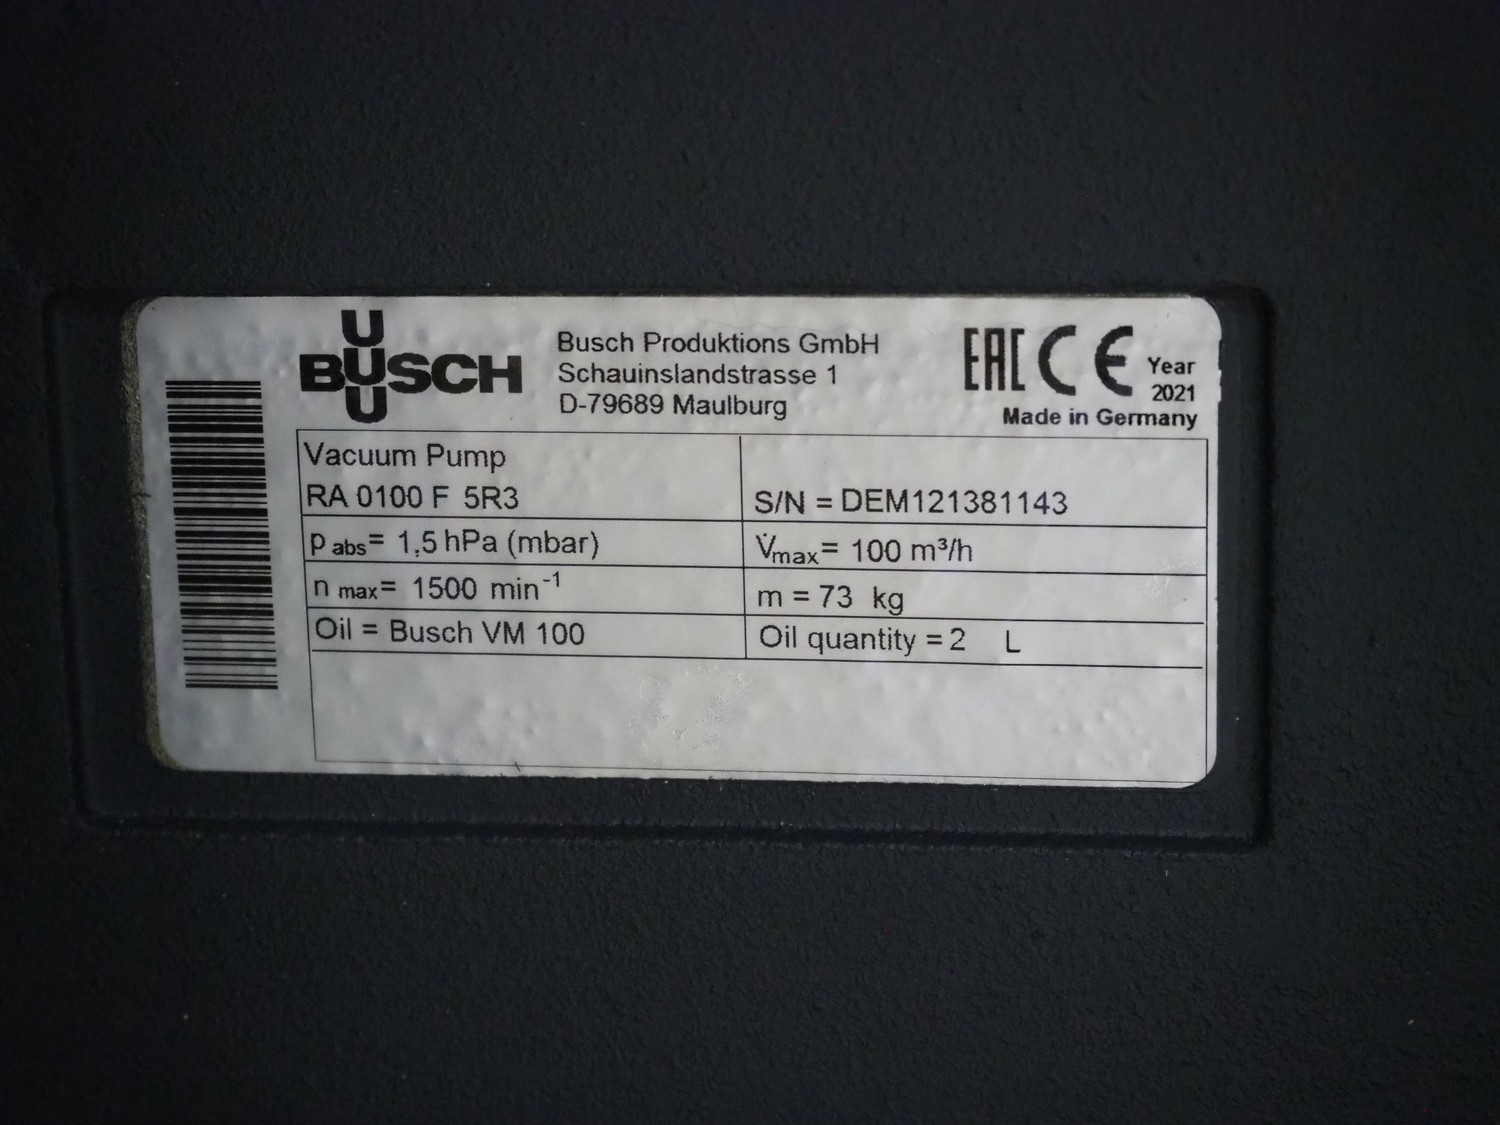 BUSCH
U
U
Busch Produktions GmbH
Schauinslandstrasse 1
D-79689 Maulburg
EAC CE Year
2021
Made in Germany
Vacuum Pump
RA 0100 F 5R3
S/N = DEM121381143
p abs= 1,5 hPa (mbar)
V̇max= 100 m³/h
n max= 1500 min⁻¹
m = 73 kg
Oil = Busch VM 100
Oil quantity = 2 L